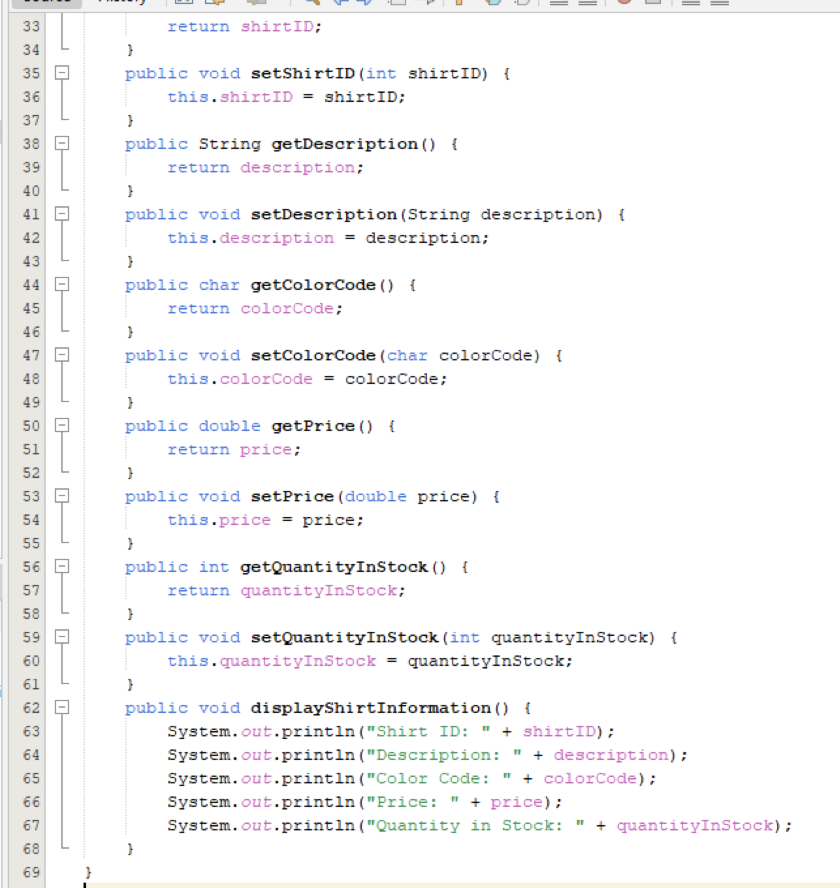 Source History
33 return shirtID;
34 }
35 public void setShirtID(int shirtID) {
36 this.shirtID = shirtID;
37 }
38 public String getDescription() {
39 return description;
40 }
41 public void setDescription(String description) {
42 this.description = description;
43 }
44 public char getColorCode() {
45 return colorCode;
46 }
47 public void setColorCode(char colorCode) {
48 this.colorCode = colorCode;
49 }
50 public double getPrice() {
51 return price;
52 }
53 public void setPrice(double price) {
54 this.price = price;
55 }
56 public int getQuantityInStock() {
57 return quantityInStock;
58 }
59 public void setQuantityInStock(int quantityInStock) {
60 this.quantityInStock = quantityInStock;
61 }
62 public void displayShirtInformation() {
63 System.out.println("Shirt ID: " + shirtID);
64 System.out.println("Description: " + description);
65 System.out.println("Color Code: " + colorCode);
66 System.out.println("Price: " + price);
67 System.out.println("Quantity in Stock: " + quantityInStock);
68 }
69 }